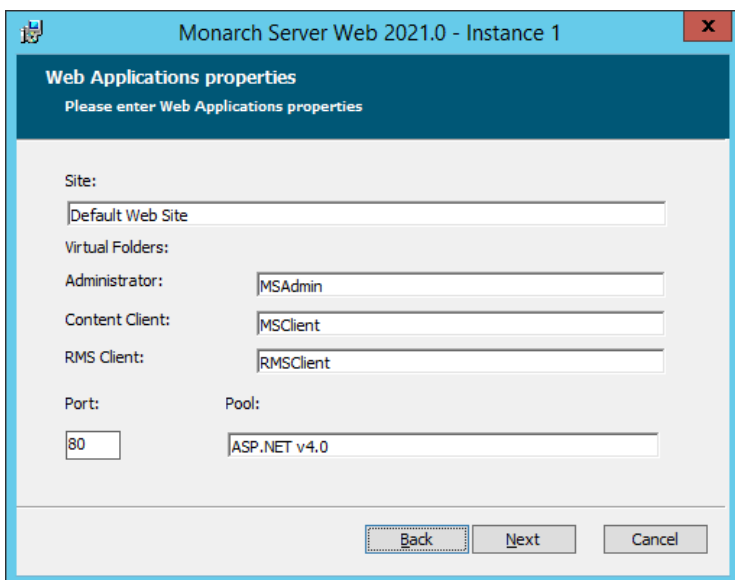 Monarch Server Web 2021.0 - Instance 1
x
Web Applications properties
Please enter Web Applications properties
Site:
Default Web Site
Virtual Folders:
Administrator: MSAdmin
Content Client: MSClient
RMS Client: RMSClient
Port: Pool:
80 ASP.NET v4.0
Back Next Cancel